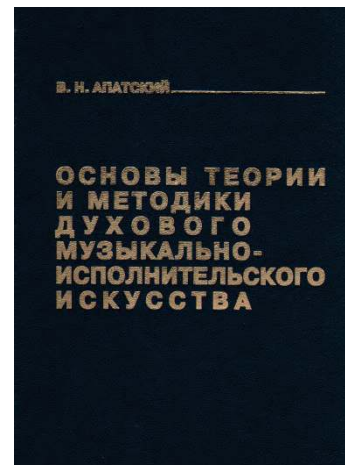 В. Н. АПАТСКИЙ
ОСНОВЫ ТЕОРИИ
И МЕТОДИКИ
ДУХОВОГО
МУЗЫКАЛЬНО-
ИСПОЛНИТЕЛЬСКОГО
ИСКУССТВА